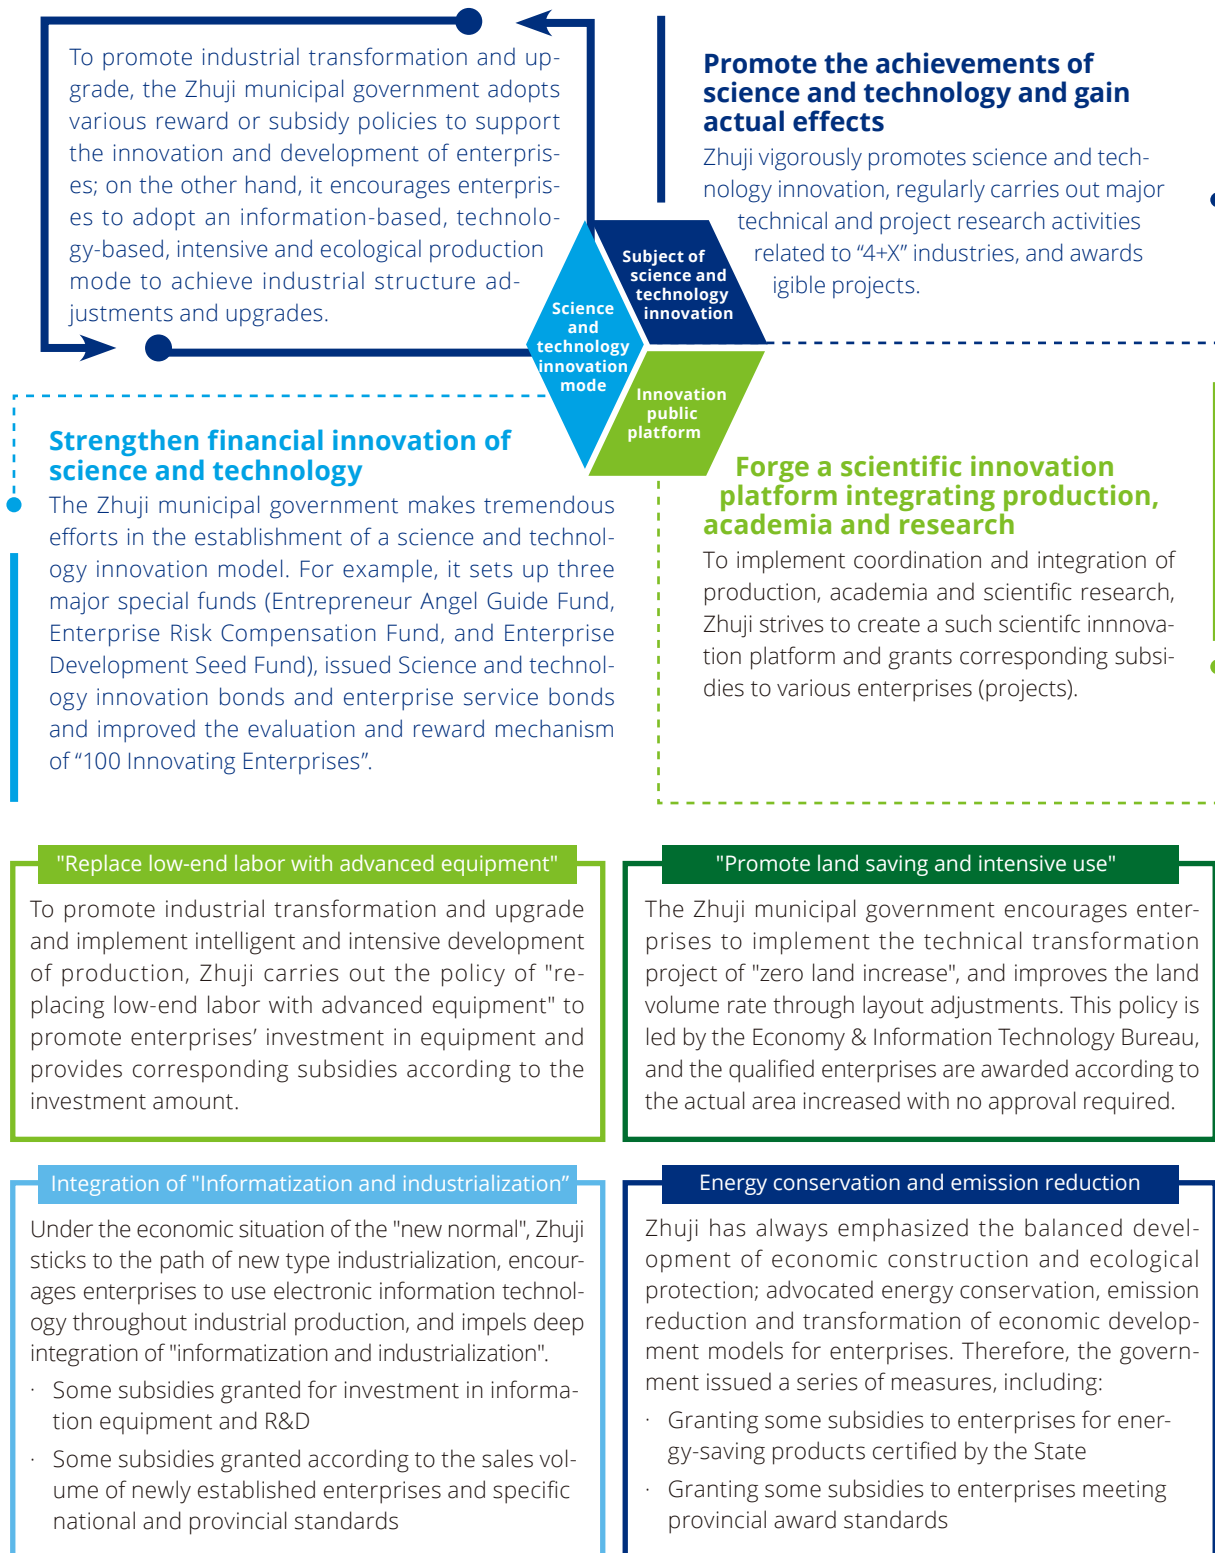 To promote industrial transformation and up-
grade, the Zhuji municipal government adopts
various reward or subsidy policies to support
the innovation and development of enterpris-
es; on the other hand, it encourages enterpris-
es to adopt an information-based, technolo-
gy-based, intensive and ecological production
mode to achieve industrial structure ad-
justments and upgrades.
Promote the achievements of
science and technology and gain
actual effects
Zhuji vigorously promotes science and tech-
nology innovation, regularly carries out major
technical and project research activities
related to “4+X” industries, and awards
igible projects.
Subject of
science and
technology
innovation
Science
and
technology
innovation
mode
Innovation
public
platform
Strengthen financial innovation of
science and technology
The Zhuji municipal government makes tremendous
efforts in the establishment of a science and technol-
ogy innovation model. For example, it sets up three
major special funds (Entrepreneur Angel Guide Fund,
Enterprise Risk Compensation Fund, and Enterprise
Development Seed Fund), issued Science and technol-
ogy innovation bonds and enterprise service bonds
and improved the evaluation and reward mechanism
of “100 Innovating Enterprises”.
Forge a scientific innovation
platform integrating production,
academia and research
To implement coordination and integration of
production, academia and scientific research,
Zhuji strives to create a such scientifc innnova-
tion platform and grants corresponding subsi-
dies to various enterprises (projects).
"Replace low-end labor with advanced equipment"
To promote industrial transformation and upgrade
and implement intelligent and intensive development
of production, Zhuji carries out the policy of "re-
placing low-end labor with advanced equipment" to
promote enterprises’ investment in equipment and
provides corresponding subsidies according to the
investment amount.
"Promote land saving and intensive use"
The Zhuji municipal government encourages enter-
prises to implement the technical transformation
project of "zero land increase", and improves the land
volume rate through layout adjustments. This policy is
led by the Economy & Information Technology Bureau,
and the qualified enterprises are awarded according to
the actual area increased with no approval required.
Integration of "Informatization and industrialization”
Under the economic situation of the "new normal", Zhuji
sticks to the path of new type industrialization, encour-
ages enterprises to use electronic information technol-
ogy throughout industrial production, and impels deep
integration of "informatization and industrialization".
· Some subsidies granted for investment in informa-
tion equipment and R&D
· Some subsidies granted according to the sales vol-
ume of newly established enterprises and specific
national and provincial standards
Energy conservation and emission reduction
Zhuji has always emphasized the balanced devel-
opment of economic construction and ecological
protection; advocated energy conservation, emission
reduction and transformation of economic develop-
ment models for enterprises. Therefore, the govern-
ment issued a series of measures, including:
· Granting some subsidies to enterprises for ener-
gy-saving products certified by the State
· Granting some subsidies to enterprises meeting
provincial award standards